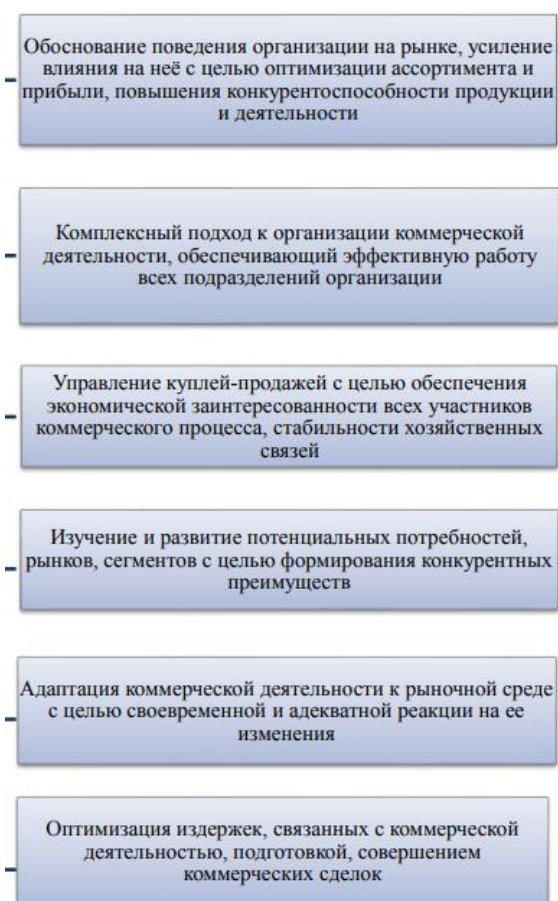 Обоснование поведения организации на рынке, усиление
влияния на неё с целью оптимизации ассортимента и
прибыли, повышения конкурентоспособности продукции
и деятельности
Комплексный подход к организации коммерческой
деятельности, обеспечивающий эффективную работу
всех подразделений организации
Управление куплей-продажей с целью обеспечения
экономической заинтересованности всех участников
коммерческого процесса, стабильности хозяйственных
связей
Изучение и развитие потенциальных потребностей,
рынков, сегментов с целью формирования конкурентных
преимуществ
Адаптация коммерческой деятельности к рыночной среде
с целью своевременной и адекватной реакции на ее
изменения
Оптимизация издержек, связанных с коммерческой
деятельностью, подготовкой, совершением
коммерческих сделок